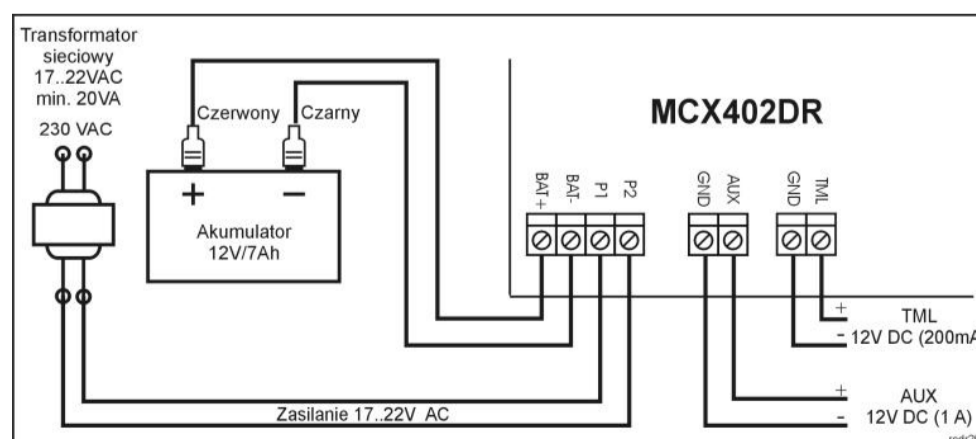 Transformator
sieciowy
17..22VAC
min. 20VA
230 VAC
Czerwony
Czarny
+
–
Akumulator
12V/7Ah
MCX402DR
BAT+
BAT-
P1
P2
GND
AUX
GND
TML
+
TML
- 12V DC (200mA
+
AUX
- 12V DC (1 A)
Zasilanie 17..22V AC